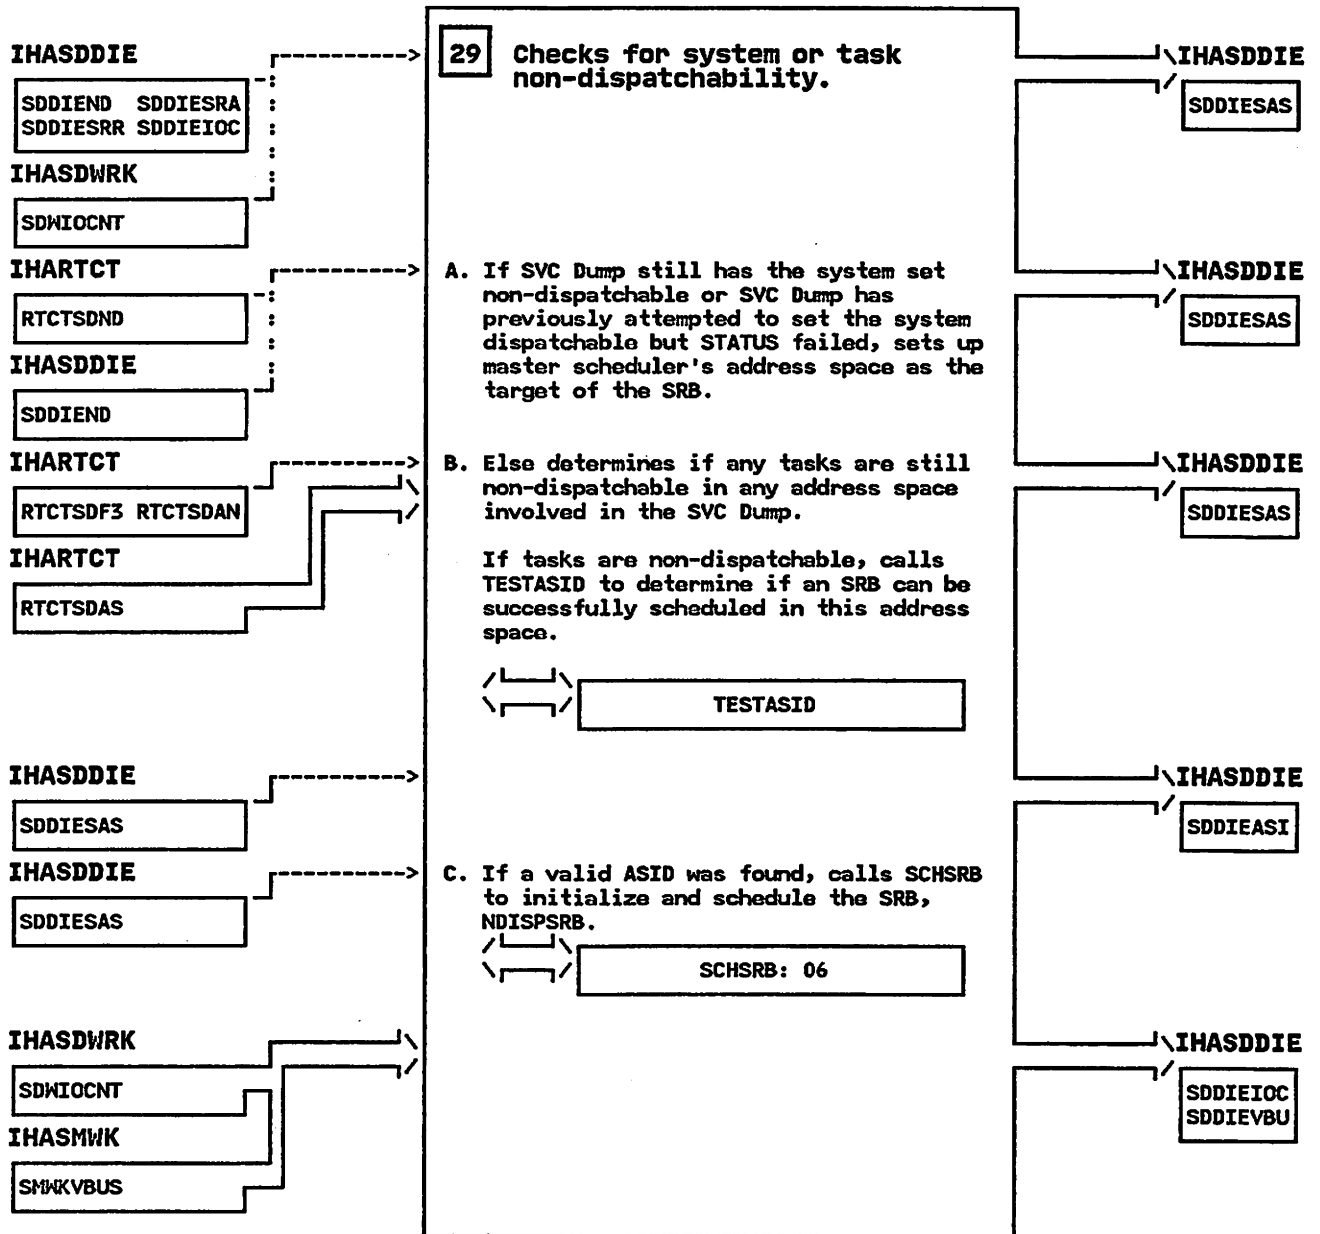 IHASDDIE
SDDIEND SDDIESRA
SDDIESRR SDDIEIOC
IHASDWRK
SDWIOCNT
IHARTCT
RTCTSDND
IHASDDIE
SDDIEND
IHARTCT
RTCTSDF3 RTCTSDAN
IHARTCT
RTCTSDAS
IHASDDIE
SDDIESAS
IHASDDIE
SDDIESAS
IHASDWRK
SDWIOCNT
IHASMWK
SMWKVBUS
29 Checks for system or task
non-dispatchability.
A. If SVC Dump still has the system set
non-dispatchable or SVC Dump has
previously attempted to set the system
dispatchable but STATUS failed, sets up
master scheduler's address space as the
target of the SRB.
B. Else determines if any tasks are still
non-dispatchable in any address space
involved in the SVC Dump.
If tasks are non-dispatchable, calls
TESTASID to determine if an SRB can be
successfully scheduled in this address
space.
TESTASID
C. If a valid ASID was found, calls SCHSRB
to initialize and schedule the SRB,
NDISPSRB.
SCHSRB: 06
IHASDDIE
SDDIESAS
IHASDDIE
SDDIESAS
IHASDDIE
SDDIESAS
IHASDDIE
SDDIEASI
IHASDDIE
SDDIEIOC
SDDIEVBU